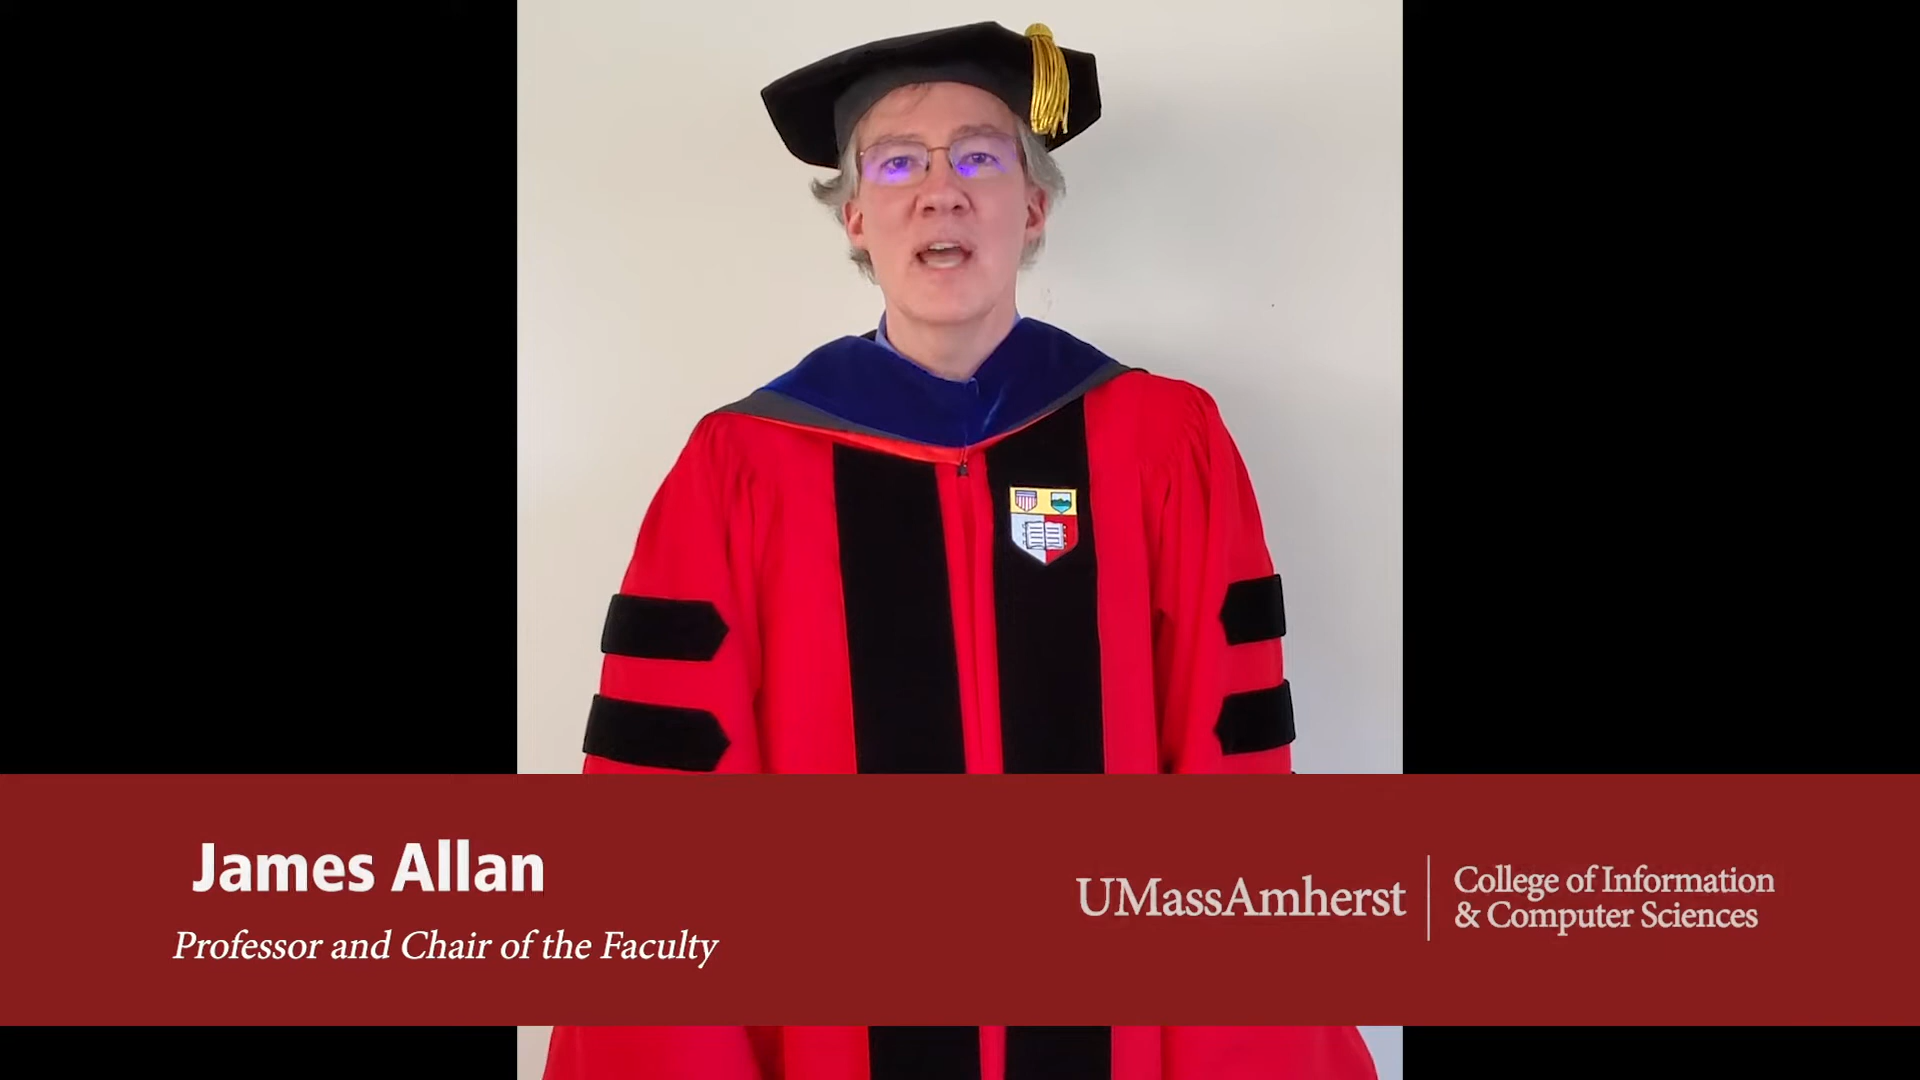 James Allan
Professor and Chair of the Faculty
UMassAmherst
College of Information
& Computer Sciences